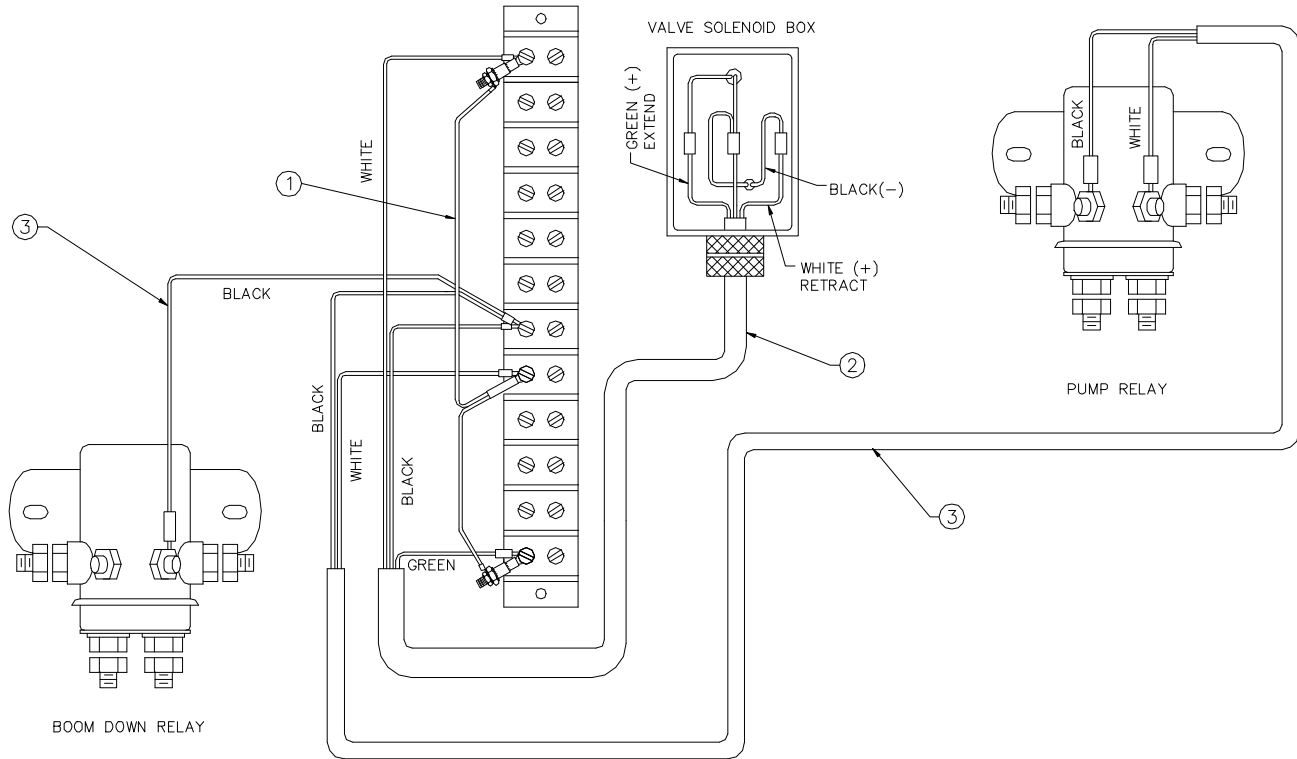 VALVE SOLENOID BOX
GREEN (+)
EXTEND
BLACK
WHITE
WHITE
1
BLACK(-)
3
WHITE (+)
RETRACT
BLACK
2
PUMP RELAY
BLACK
WHITE
BLACK
3
GREEN
BOOM DOWN RELAY